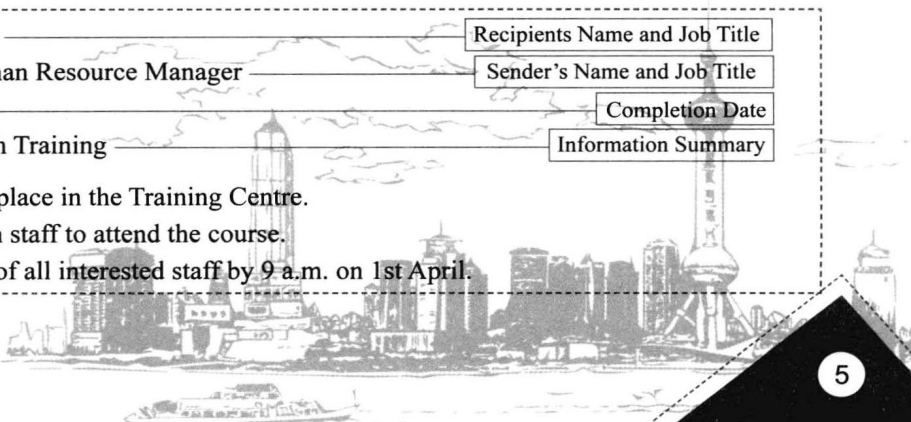 Recipients Name and Job Title
an Resource Manager Sender's Name and Job Title
Completion Date
Training Information Summary
place in the Training Centre.
staff to attend the course.
of all interested staff by 9 a.m. on 1st April.
5